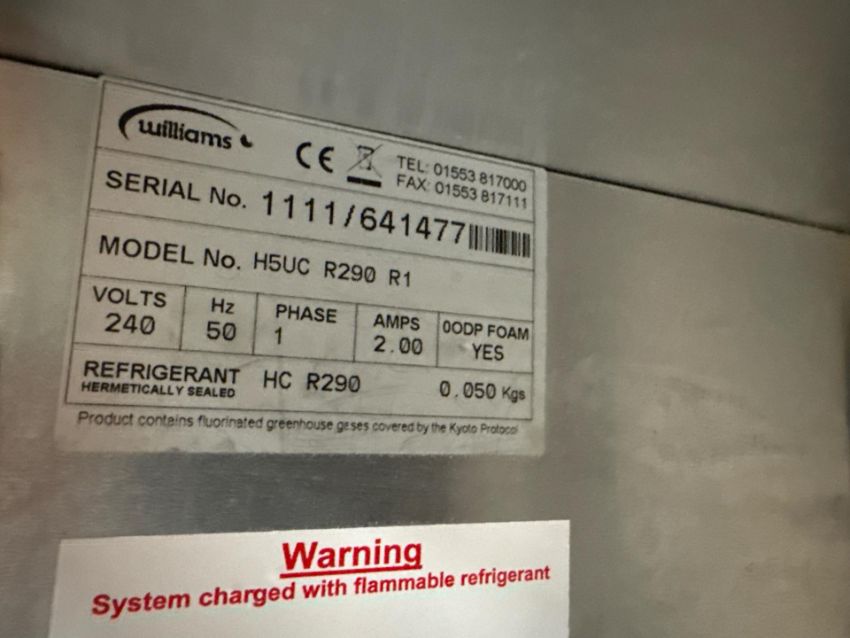 williams
CE
TEL: 01553 817000
FAX: 01553 817111
SERIAL No. 1111/641477
MODEL No. H5UC R290 R1
VOLTS Hz PHASE AMPS 0ODP FOAM
240 50 1 2.00 YES
REFRIGERANT HC R290 0.050 Kgs
HERMETICALLY SEALED
Product contains fluorinated greenhouse gases covered by the Kyoto Protocol
Warning
System charged with flammable refrigerant